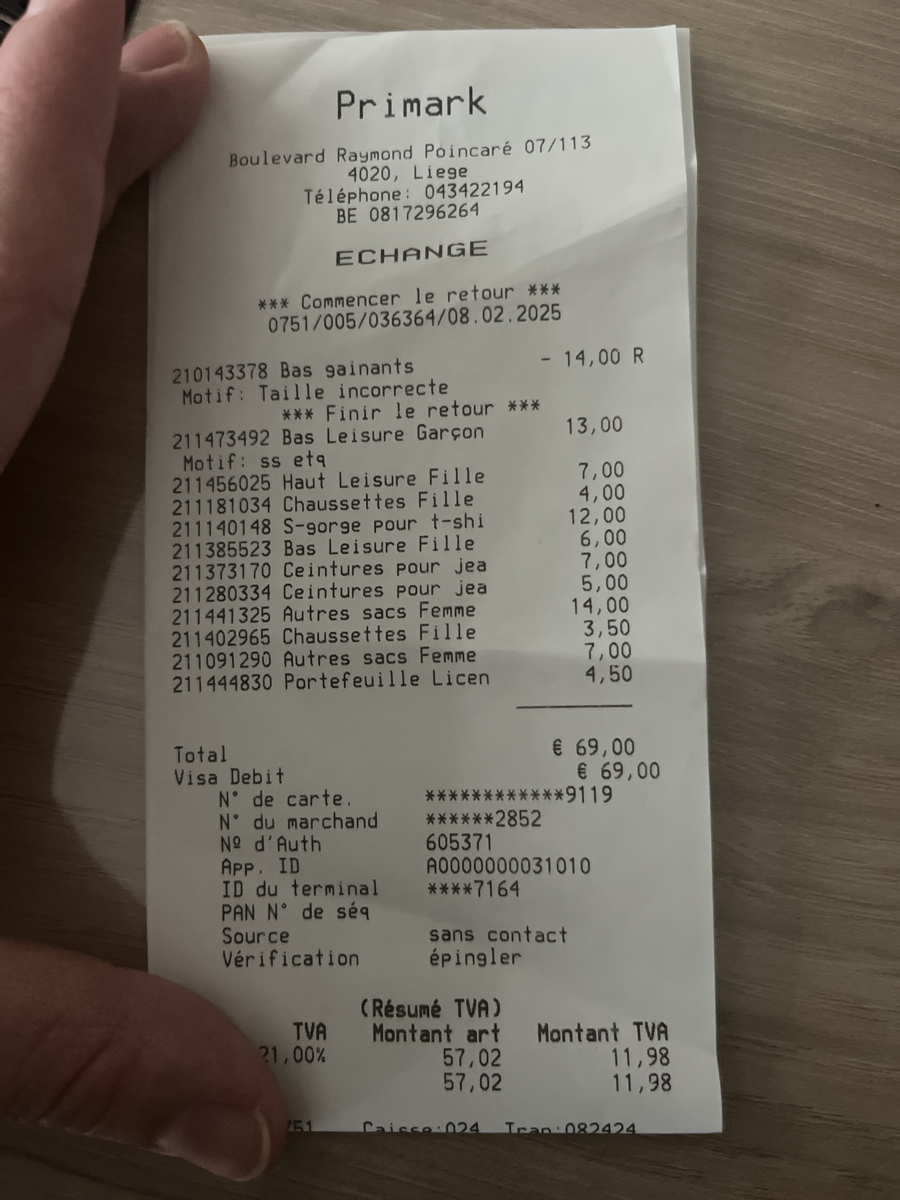 Primark
Boulevard Raymond Poincaré 07/113
4020, Liege
Téléphone: 043422194
BE 0817296264
ECHANGE
*** Commencer le retour ***
0751/005/036364/08.02.2025
210143378 Bas gainants - 14,00 R
Motif: Taille incorrecte
*** Finir le retour ***
211473492 Bas Leisure Garçon 13,00
Motif: ss etq
211456025 Haut Leisure Fille 7,00
211181034 Chaussettes Fille 4,00
211140148 S-gorge pour t-shi 12,00
211385523 Bas Leisure Fille 6,00
211373170 Ceintures pour jea 7,00
211280334 Ceintures pour jea 5,00
211441325 Autres sacs Femme 14,00
211402965 Chaussettes Fille 3,50
211091290 Autres sacs Femme 7,00
211444830 Portefeuille Licen 4,50
Total € 69,00
Visa Debit € 69,00
N° de carte. ************9119
N° du marchand ******2852
Nº d'Auth 605371
App. ID A0000000031010
ID du terminal ****7164
PAN N° de séq
Source sans contact
Vérification épingler
(Résumé TVA)
TVA Montant art Montant TVA
21,00% 57,02 11,98
57,02 11,98
Caisse:024 Tran:082424